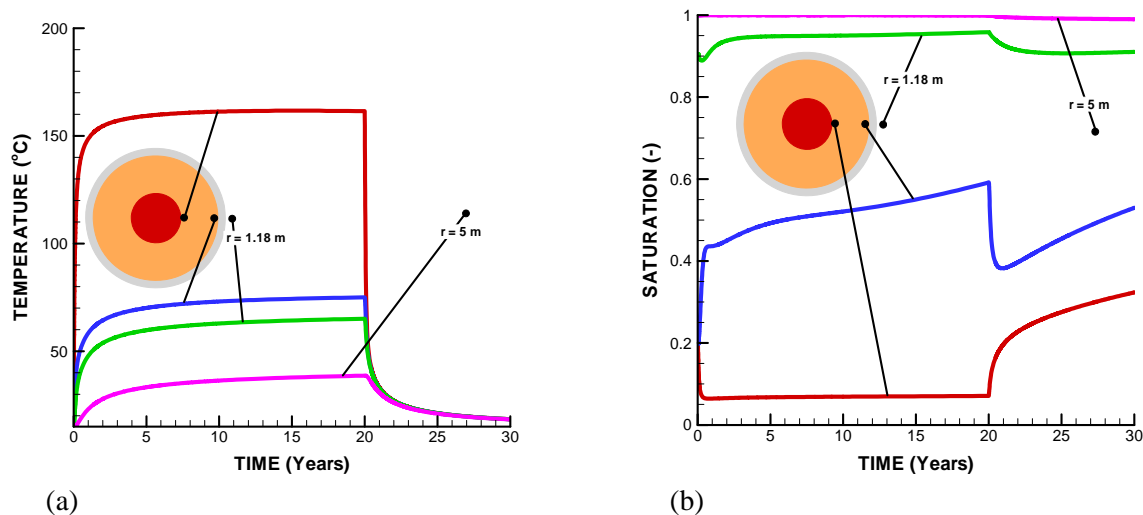 200
150
100
50
0
5
10
15
20
25
30
TEMPERATURE (°C)
TIME (Years)
r = 1.18 m
r = 5 m
(a)
1
0.8
0.6
0.4
0.2
0
0
5
10
15
20
25
30
SATURATION (-)
TIME (Years)
r = 1.18 m
r = 5 m
(b)